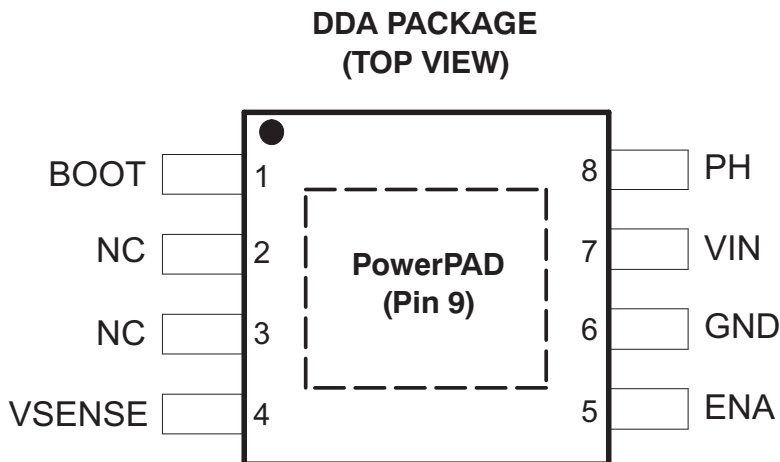 DDA PACKAGE
(TOP VIEW)
BOOT 1 8 PH
NC 2 7 VIN
PowerPAD
(Pin 9)
NC 3 6 GND
VSENSE 4 5 ENA